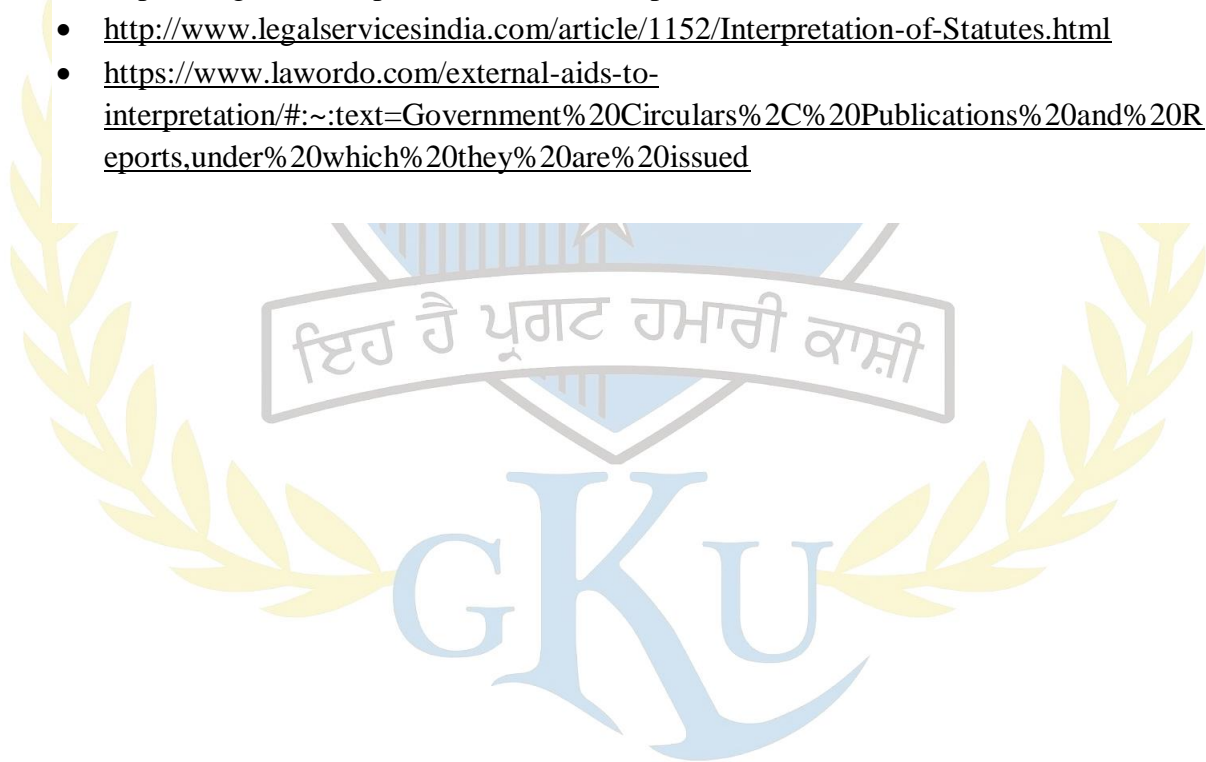 • http://www.legalservicesindia.com/article/1152/Interpretation-of-Statutes.html
• https://www.lawordo.com/external-aids-to-
interpretation/#:~:text=Government%20Circulars%2C%20Publications%20and%20R
eports,under%20which%20they%20are%20issued
ਇਹ ਹੈ ਪ੍ਰਗਟ ਹਮਾਰੀ ਕਾਸ਼ੀ
GKU